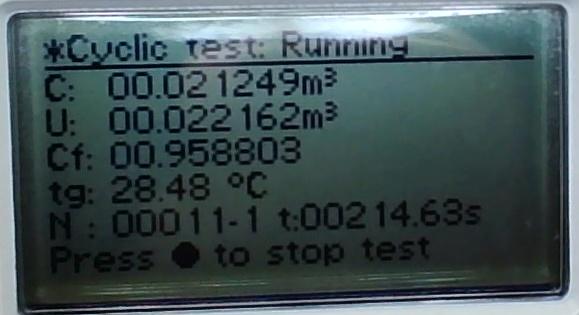 *Cyclic test: Running
C: 00.021249m³
U: 00.022162m³
Cf: 00.958803
tg: 28.48 °C
N : 00011-1 t:00214.63s
Press ● to stop test